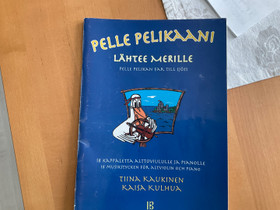 PELLE PELIKAANI
LÄHTEE MERILLE
PELLE PELIKAN FAR TILL SJÖSS
18 KAPPALETTA ALTTOVIULULLE JA PIANOLLE
18 MUSIKSTYCKEN FÖR ALTVIOLIN OCH PIANO
TIINA KAUKINEN
KAISA KULHUA